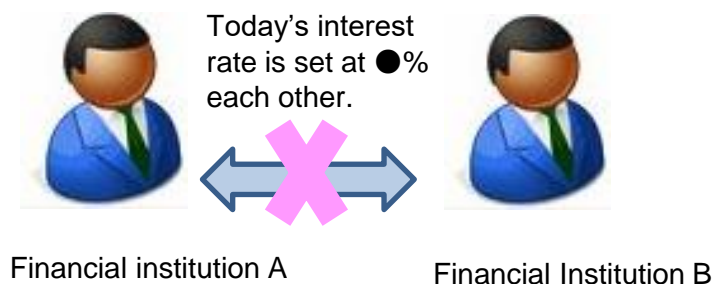 Today's interest
rate is set at ●%
each other.
Financial institution A
Financial Institution B